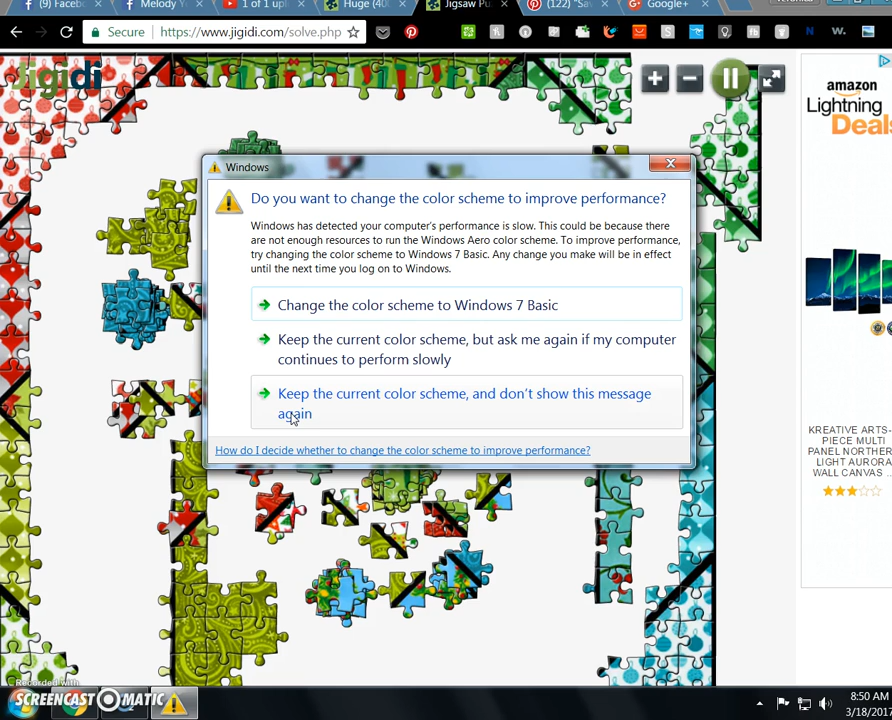 (9) Facebo
Melody Y
1 of 1 upl
Huge (40
Jigsaw Pu
(122) "Sa
Google+
Secure https://www.jigidi.com/solve.php
jigidi
amazon
Lightning
Deals
Windows
Do you want to change the color scheme to improve performance?
Windows has detected your computer's performance is slow. This could be because there
are not enough resources to run the Windows Aero color scheme. To improve performance,
try changing the color scheme to Windows 7 Basic. Any change you make will be in effect
until the next time you log on to Windows.
Change the color scheme to Windows 7 Basic
Keep the current color scheme, but ask me again if my computer
continues to perform slowly
Keep the current color scheme, and don't show this message
again
How do I decide whether to change the color scheme to improve performance?
KREATIVE ARTS-
PIECE MULTI
PANEL NORTHER
LIGHT AURORA
WALL CANVAS ..
Recorded with
SCREENCAST MATIC
8:50 AM
3/18/2017